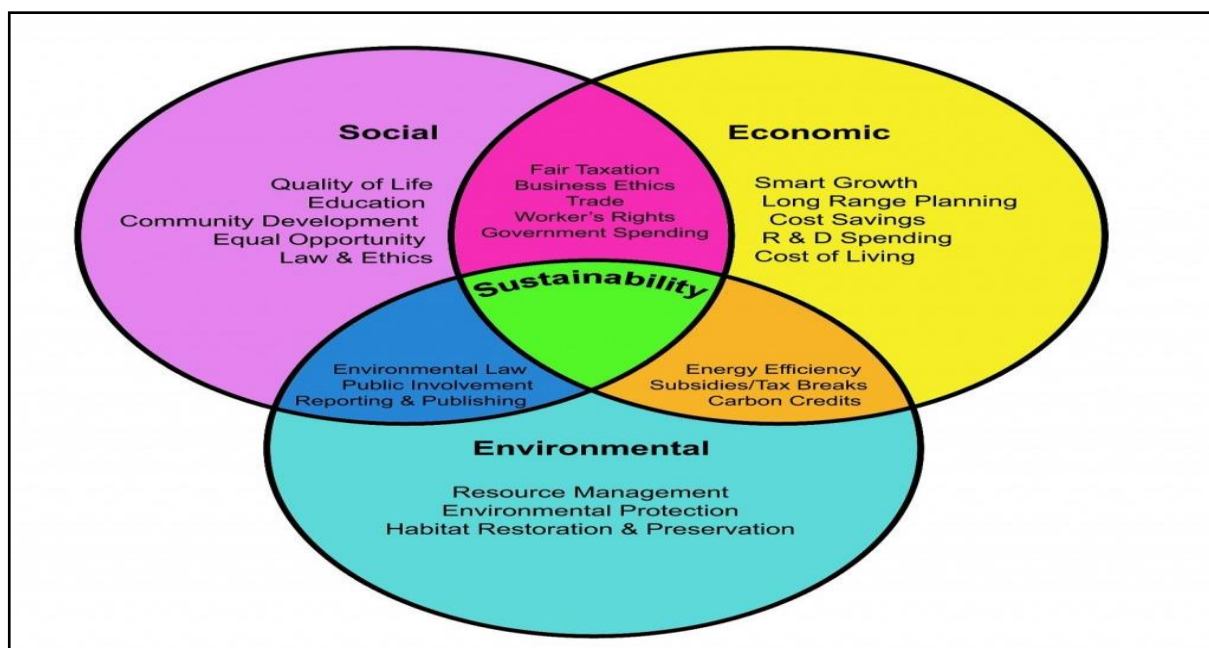 Social
Quality of Life
Education
Community Development
Equal Opportunity
Law & Ethics
Fair Taxation
Business Ethics
Trade
Worker's Rights
Government Spending
Economic
Smart Growth
Long Range Planning
Cost Savings
R & D Spending
Cost of Living
Sustainability
Environmental Law
Public Involvement
Reporting & Publishing
Energy Efficiency
Subsidies/Tax Breaks
Carbon Credits
Environmental
Resource Management
Environmental Protection
Habitat Restoration & Preservation